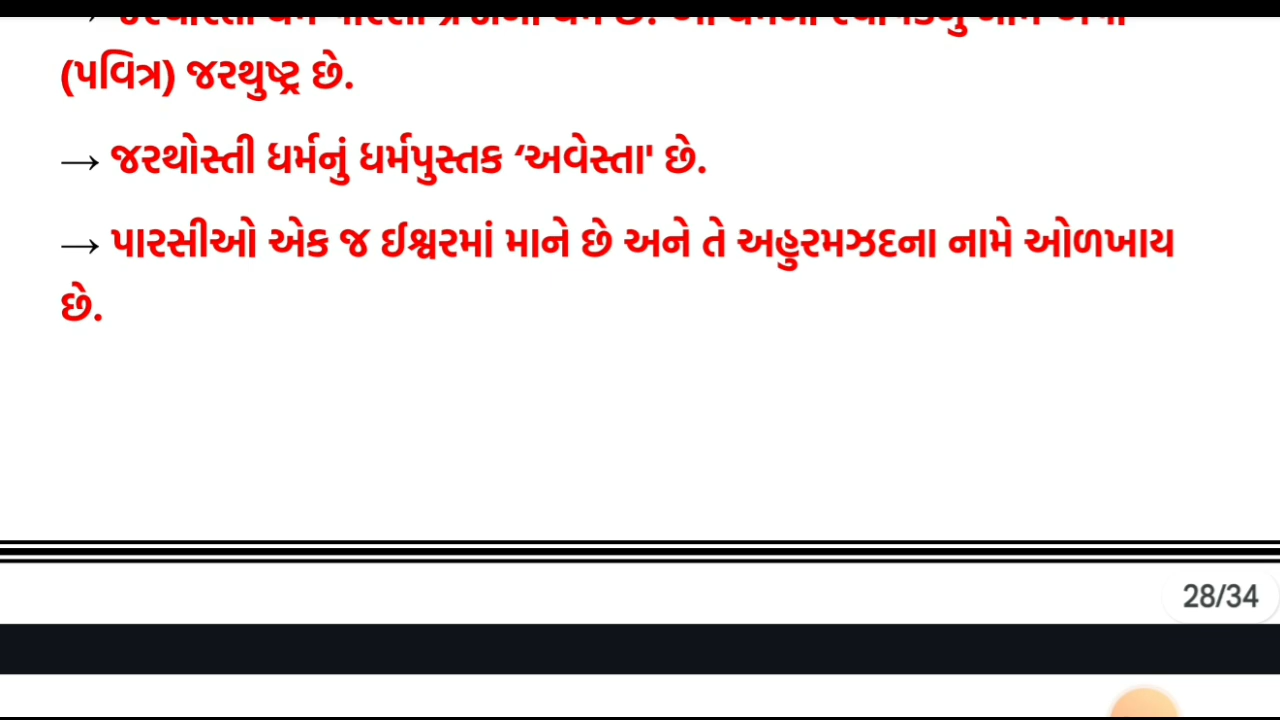 (પવિત્ર) જરથુષ્ટ્ર છે.
→ જરથોસ્તી ધર્મનું ધર્મપુસ્તક ‘અવેસ્તા' છે.
→ પારસીઓ એક જ ઈશ્વરમાં માને છે અને તે અહુરમઝદના નામે ઓળખાય
છે.
28/34